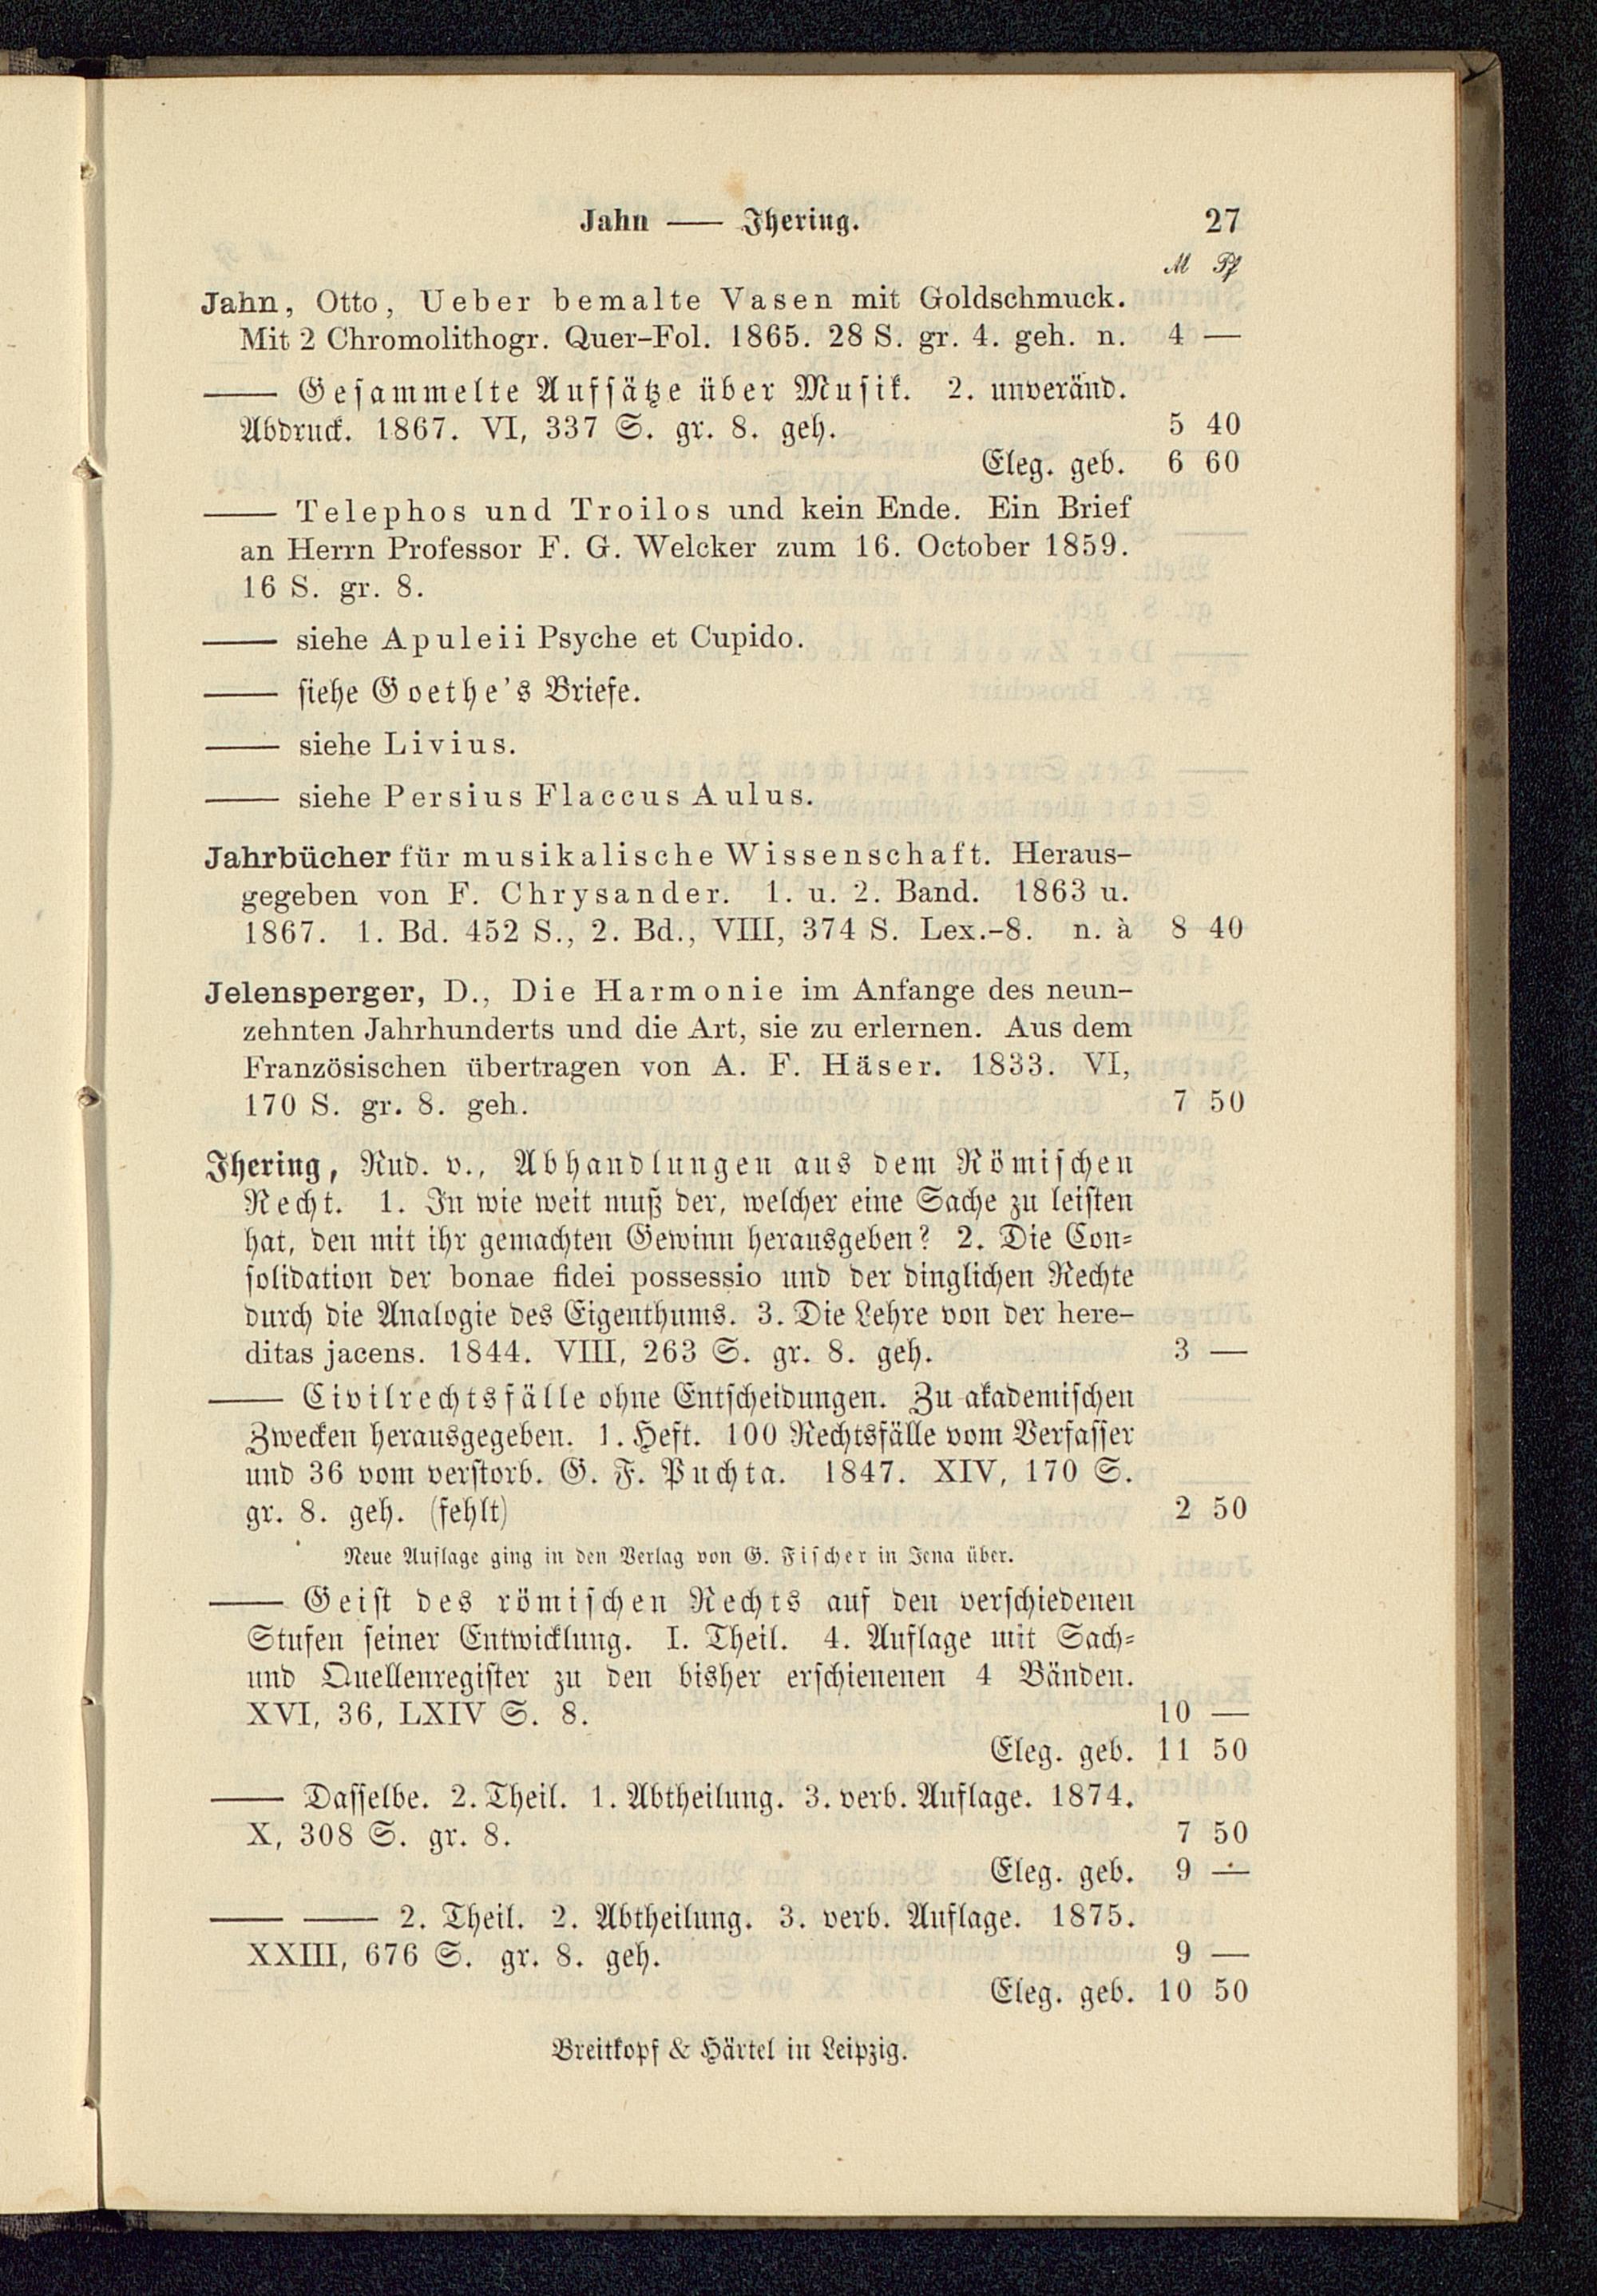 Jahn — Jhering. 27
M Pf
Jahn, Otto, Ueber bemalte Vasen mit Goldschmuck.
Mit 2 Chromolithogr. Quer-Fol. 1865. 28 S. gr. 4. geh. n. 4 —
— Gesammelte Aufsätze über Musik. 2. unveränd.
Abdruck. 1867. VI, 337 S. gr. 8. geh. 5 40
Eleg. geb. 6 60
— Telephos und Troilos und kein Ende. Ein Brief
an Herrn Professor F. G. Welcker zum 16. October 1859.
16 S. gr. 8.
— siehe Apuleii Psyche et Cupido.
— siehe Goethe's Briefe.
— siehe Livius.
— siehe Persius Flaccus Aulus.
Jahrbücher für musikalische Wissenschaft. Heraus-
gegeben von F. Chrysander. 1. u. 2. Band. 1863 u.
1867. 1. Bd. 452 S., 2. Bd., VIII, 374 S. Lex.-8. n. à 8 40
Jelensperger, D., Die Harmonie im Anfange des neun-
zehnten Jahrhunderts und die Art, sie zu erlernen. Aus dem
Französischen übertragen von A. F. Häser. 1833. VI,
170 S. gr. 8. geh. 7 50
Jhering, Rud. v., Abhandlungen aus dem Römischen
Recht. 1. In wie weit muß der, welcher eine Sache zu leisten
hat, den mit ihr gemachten Gewinn herausgeben? 2. Die Con-
solidation der bonae fidei possessio und der dinglichen Rechte
durch die Analogie des Eigenthums. 3. Die Lehre von der here-
ditas jacens. 1844. VIII, 263 S. gr. 8. geh. 3 —
— Civilrechtsfälle ohne Entscheidungen. Zu akademischen
Zwecken herausgegeben. 1. Heft. 100 Rechtsfälle vom Verfasser
und 36 vom verstorb. G. F. Puchta. 1847. XIV, 170 S.
gr. 8. geh. (fehlt) 2 50
Neue Auflage ging in den Verlag von G. Fischer in Jena über.
— Geist des römischen Rechts auf den verschiedenen
Stufen seiner Entwicklung. I. Theil. 4. Auflage mit Sach-
und Quellenregister zu den bisher erschienenen 4 Bänden.
XVI, 36, LXIV S. 8. 10 —
Eleg. geb. 11 50
— Dasselbe. 2. Theil. 1. Abtheilung. 3. verb. Auflage. 1874.
X, 308 S. gr. 8. 7 50
Eleg. geb. 9 —
— — 2. Theil. 2. Abtheilung. 3. verb. Auflage. 1875.
XXIII, 676 S. gr. 8. geh. 9 —
Eleg. geb. 10 50
Breitkopf & Härtel in Leipzig.